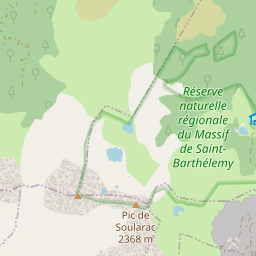 Réserve
naturelle
régionale
du Massif
de Saint-
Barthélemy
Pic de
Soularac
2368 m